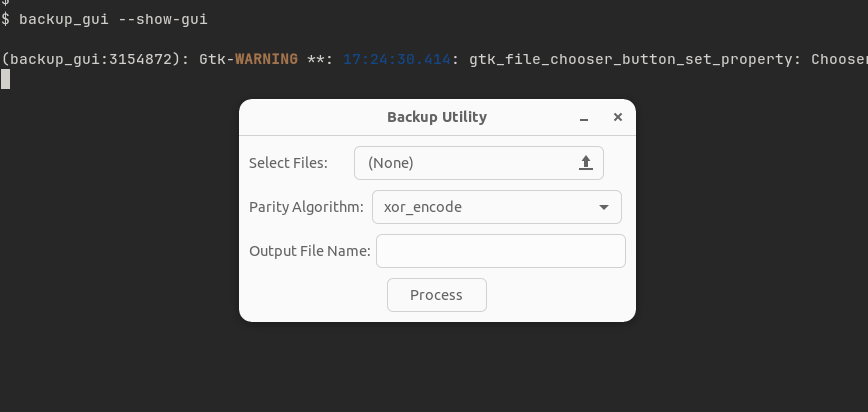 $
$ backup_gui --show-gui
(backup_gui:3154872): Gtk-WARNING **: 17:24:30.414: gtk_file_chooser_button_set_property: Chooser
Backup Utility
Select Files: (None)
Parity Algorithm: xor_encode
Output File Name:
Process